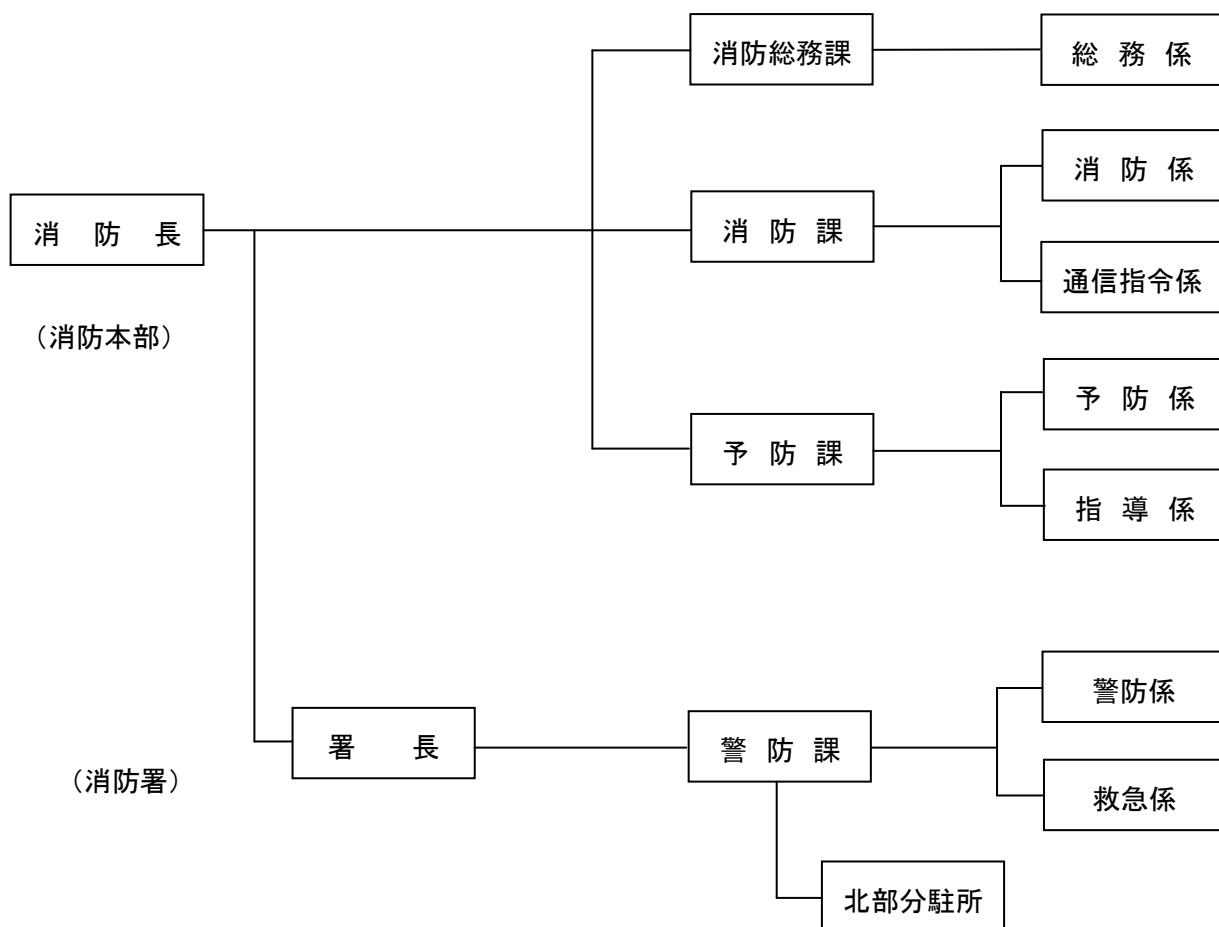 消防総務課
総務係
消防係
消防長
消防課
通信指令係
（消防本部）
予防係
予防課
指導係
警防係
署長
警防課
（消防署）
救急係
北部分駐所